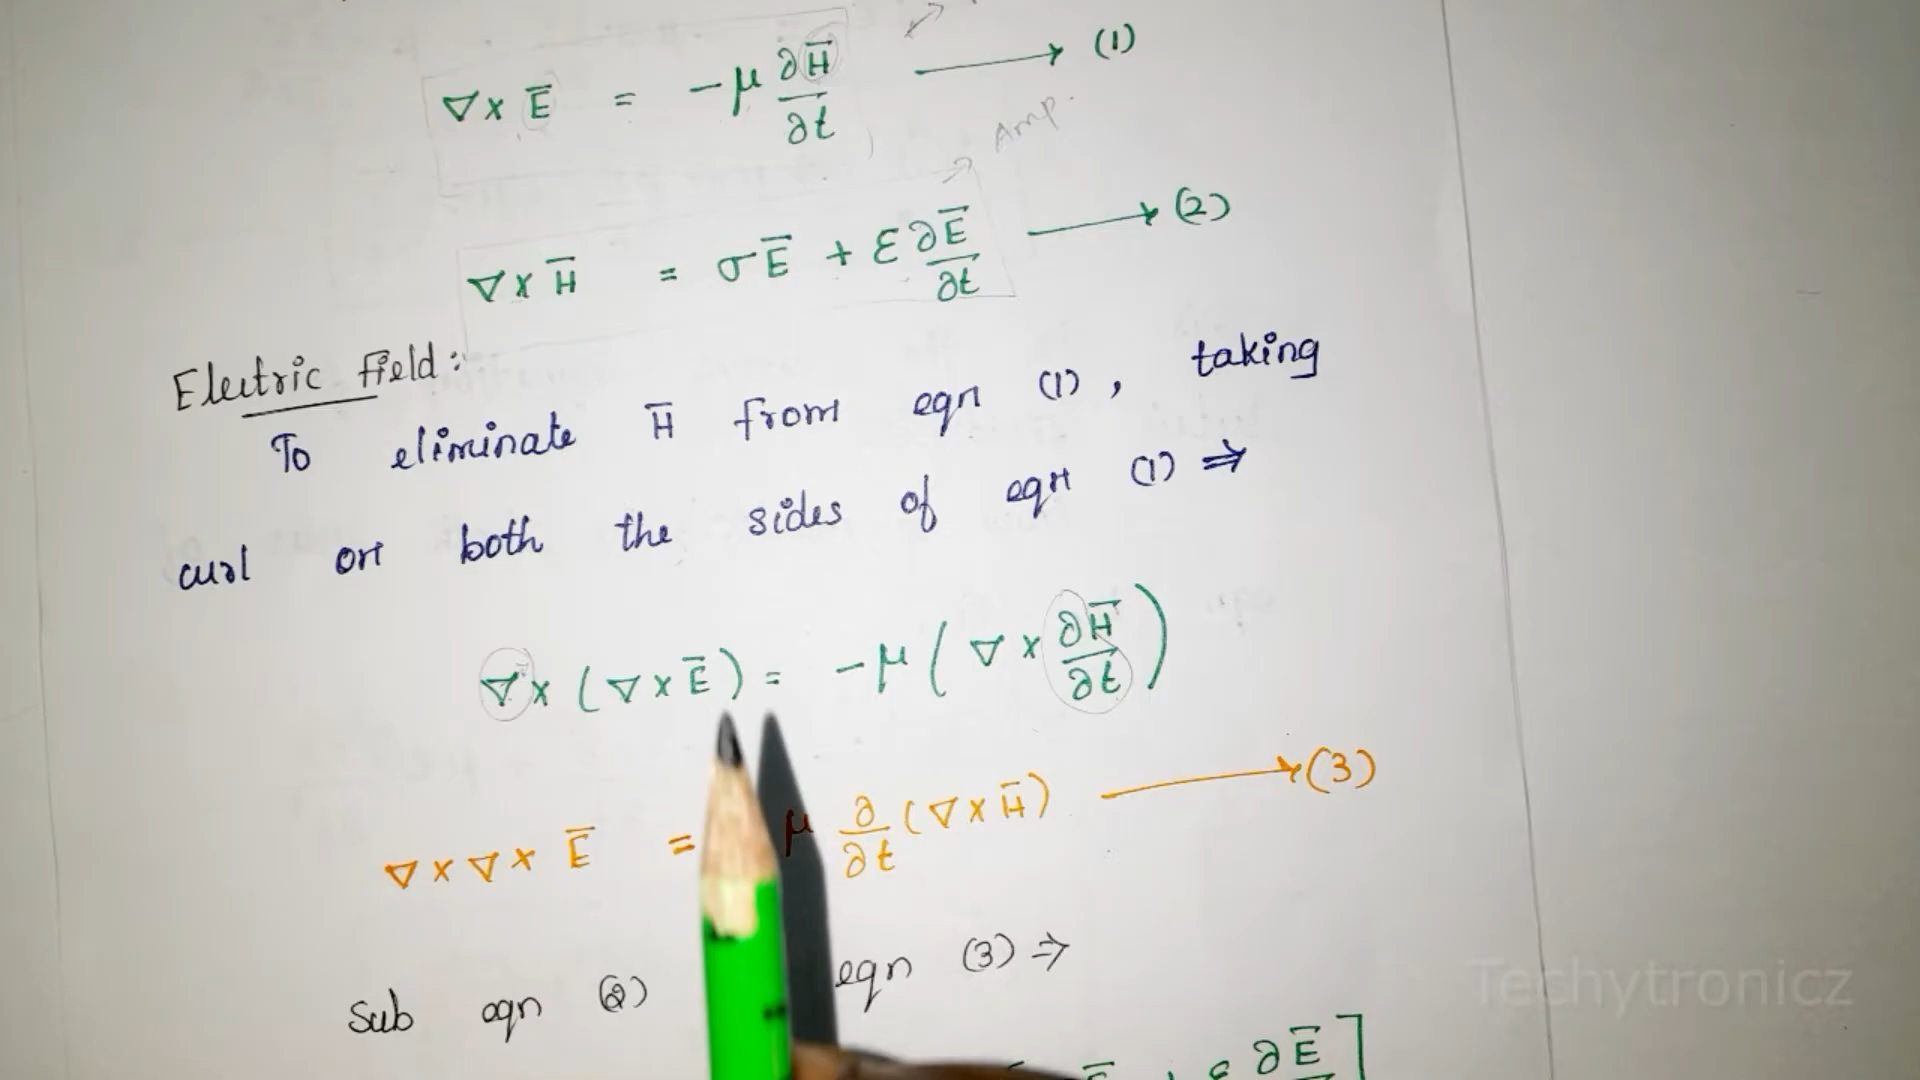 ∇ × E̅ = -μ ∂H̅/∂t ⟶ (1)
Amp.
∇ × H̅ = σE̅ + ε ∂E̅/∂t ⟶ (2)
Electric Field:
To eliminate H̅ from eqn (1), taking
curl on both the sides of eqn (1) ⇒
∇ × (∇ × E̅) = -μ (∇ × ∂H̅/∂t)
∇ × ∇ × E̅ = μ ∂/∂t (∇ × H̅) ⟶ (3)
Sub eqn (2) eqn (3) ⇒
Techytronicz
ε ∂E̅ ]